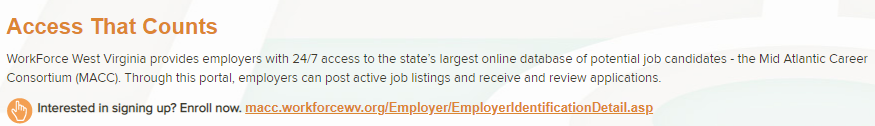 Access That Counts
WorkForce West Virginia provides employers with 24/7 access to the state's largest online database of potential job candidates - the Mid Atlantic Career
Consortium (MACC). Through this portal, employers can post active job listings and receive and review applications.
Interested in signing up? Enroll now. macc.workforcewv.org/Employer/EmployerIdentificationDetail.asp